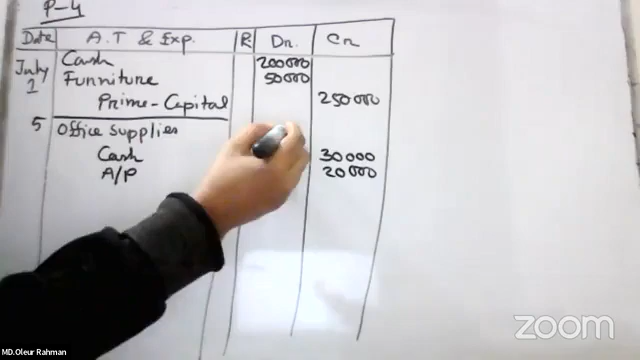 P-4
Date A.T & Exp. R Dr. Cr.
July 1 Cash 200000
Furniture 50000
Prime-Capital 250000
5 Office Supplies
Cash 30000
A/P 20000
zoom
MD.Oleur Rahman